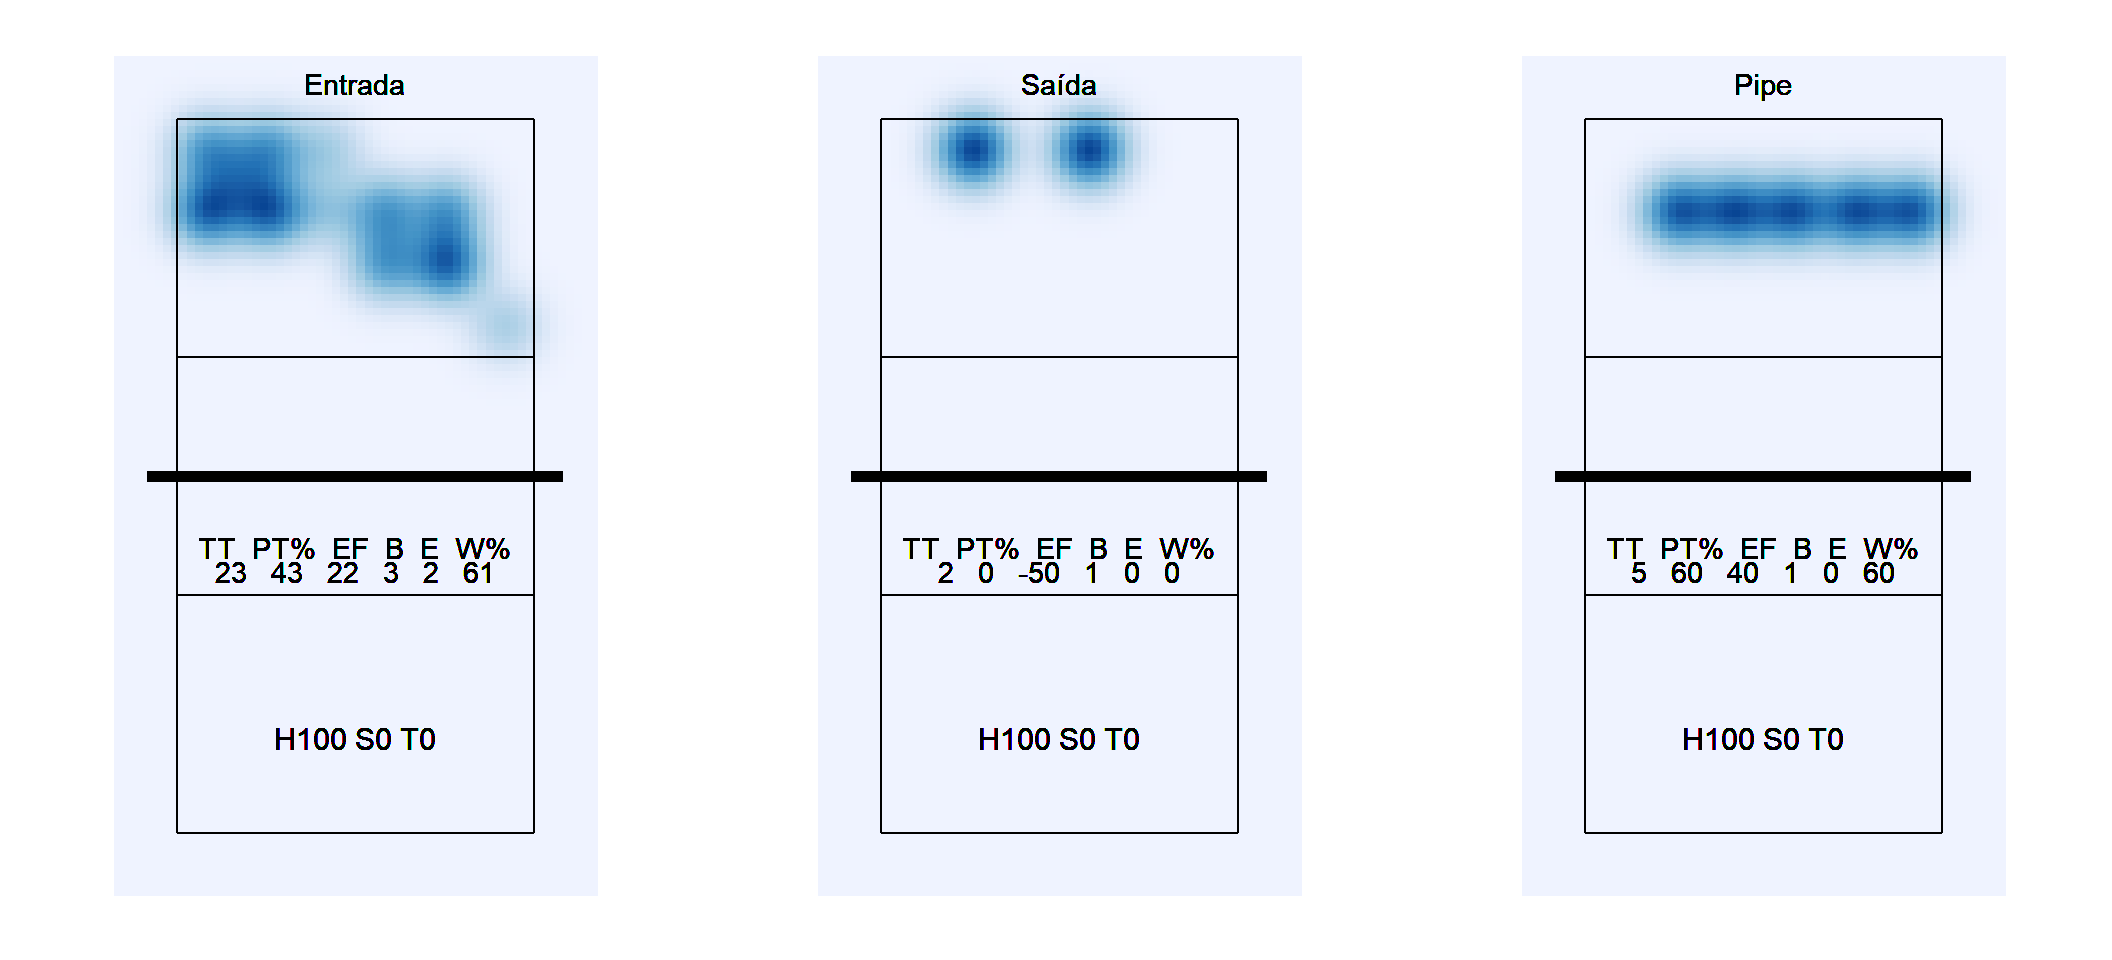 Entrada
TT PT% EF B E W%
23 43 22 3 2 61
H100 S0 T0
Saída
TT PT% EF B E W%
2 0 -50 1 0 0
H100 S0 T0
Pipe
TT PT% EF B E W%
5 60 40 1 0 60
H100 S0 T0